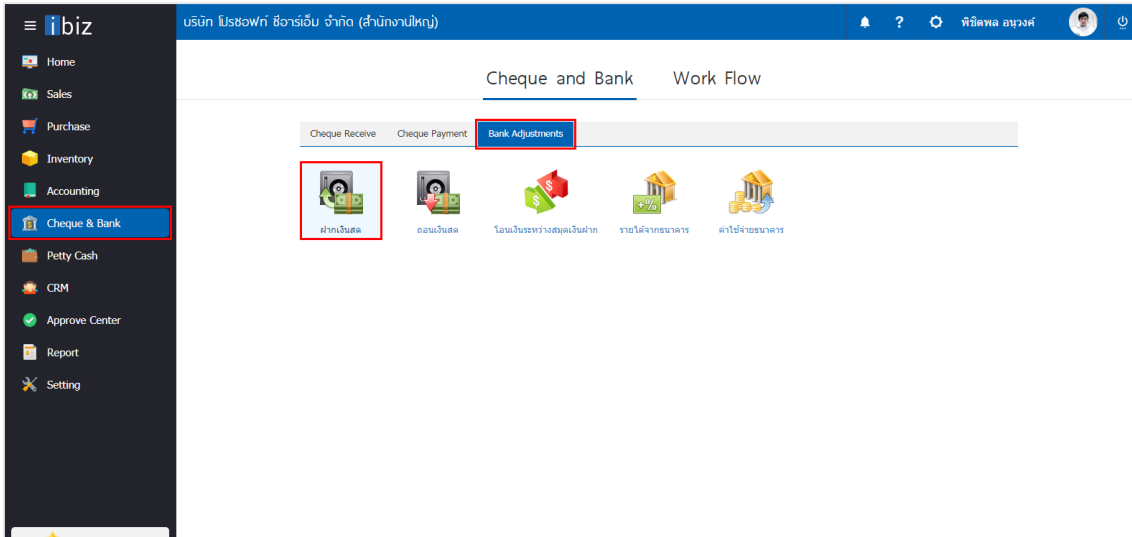 ≡ ibiz
บริษัท โปรซอฟท์ ซีอาร์เอ็ม จำกัด (สำนักงานใหญ่)
? พิชิตพล อนุวงค์
Home
Sales
Purchase
Inventory
Accounting
Cheque & Bank
Petty Cash
CRM
Approve Center
Report
Setting
Cheque and Bank Work Flow
Cheque Receive Cheque Payment Bank Adjustments
ฝากเงินสด ถอนเงินสด โอนเงินระหว่างสมุดเงินฝาก รายได้จากธนาคาร ค่าใช้จ่ายธนาคาร